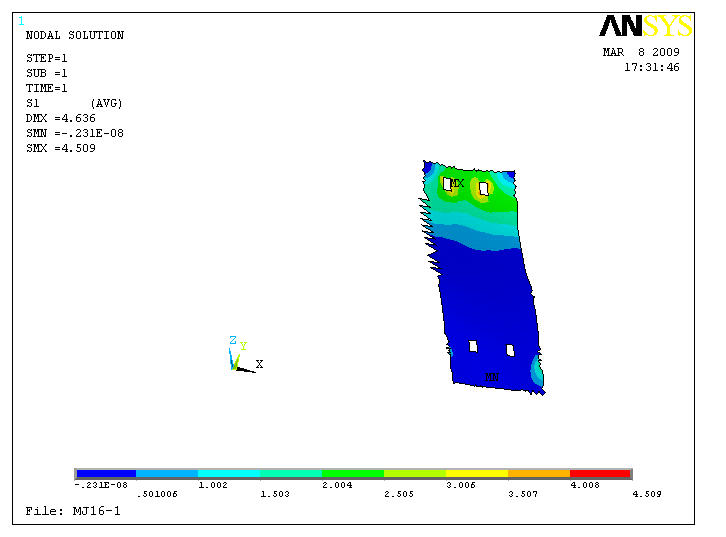 1
NODAL SOLUTION
STEP=1
SUB =1
TIME=1
S1 (AVG)
DMX =4.636
SMN =-.231E-08
SMX =4.509
ANSYS
MAR 8 2009
17:31:46
MX
MN
Z
Y
X
-.231E-08 1.002 2.004 3.006 4.008
.501006 1.503 2.505 3.507 4.509
File: MJ16-1